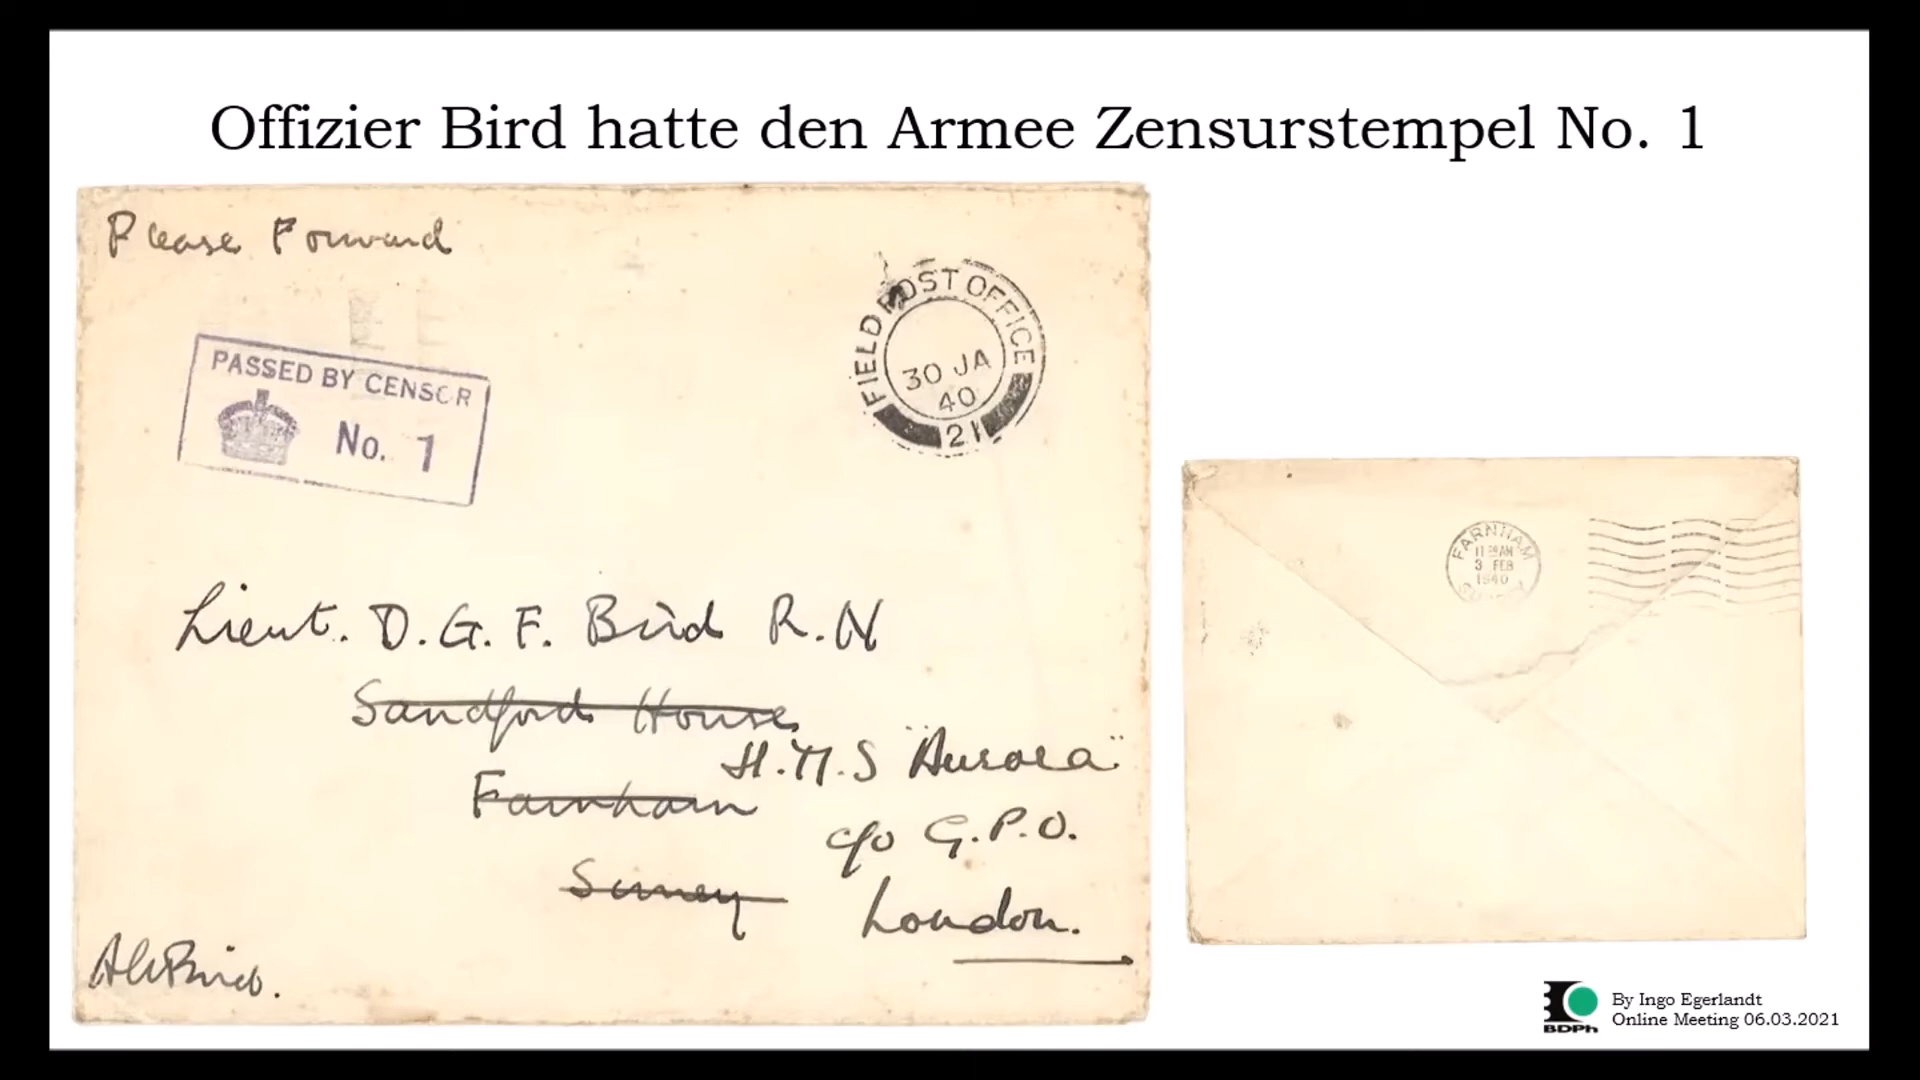 Offizier Bird hatte den Armee Zensurstempel No. 1
Please Forward
PASSED BY CENSOR
No. 1
FIELD POST OFFICE
30 JA
40
21
Lieut. D. G. F. Bird R.N
Sandford House
H.M.S "Aurora"
Farnham
c/o G.P.O.
Surrey
London.
Bird.
FARNHAM
AM
3 FEB
1940
BDPh
By Ingo Egerlandt
Online Meeting 06.03.2021